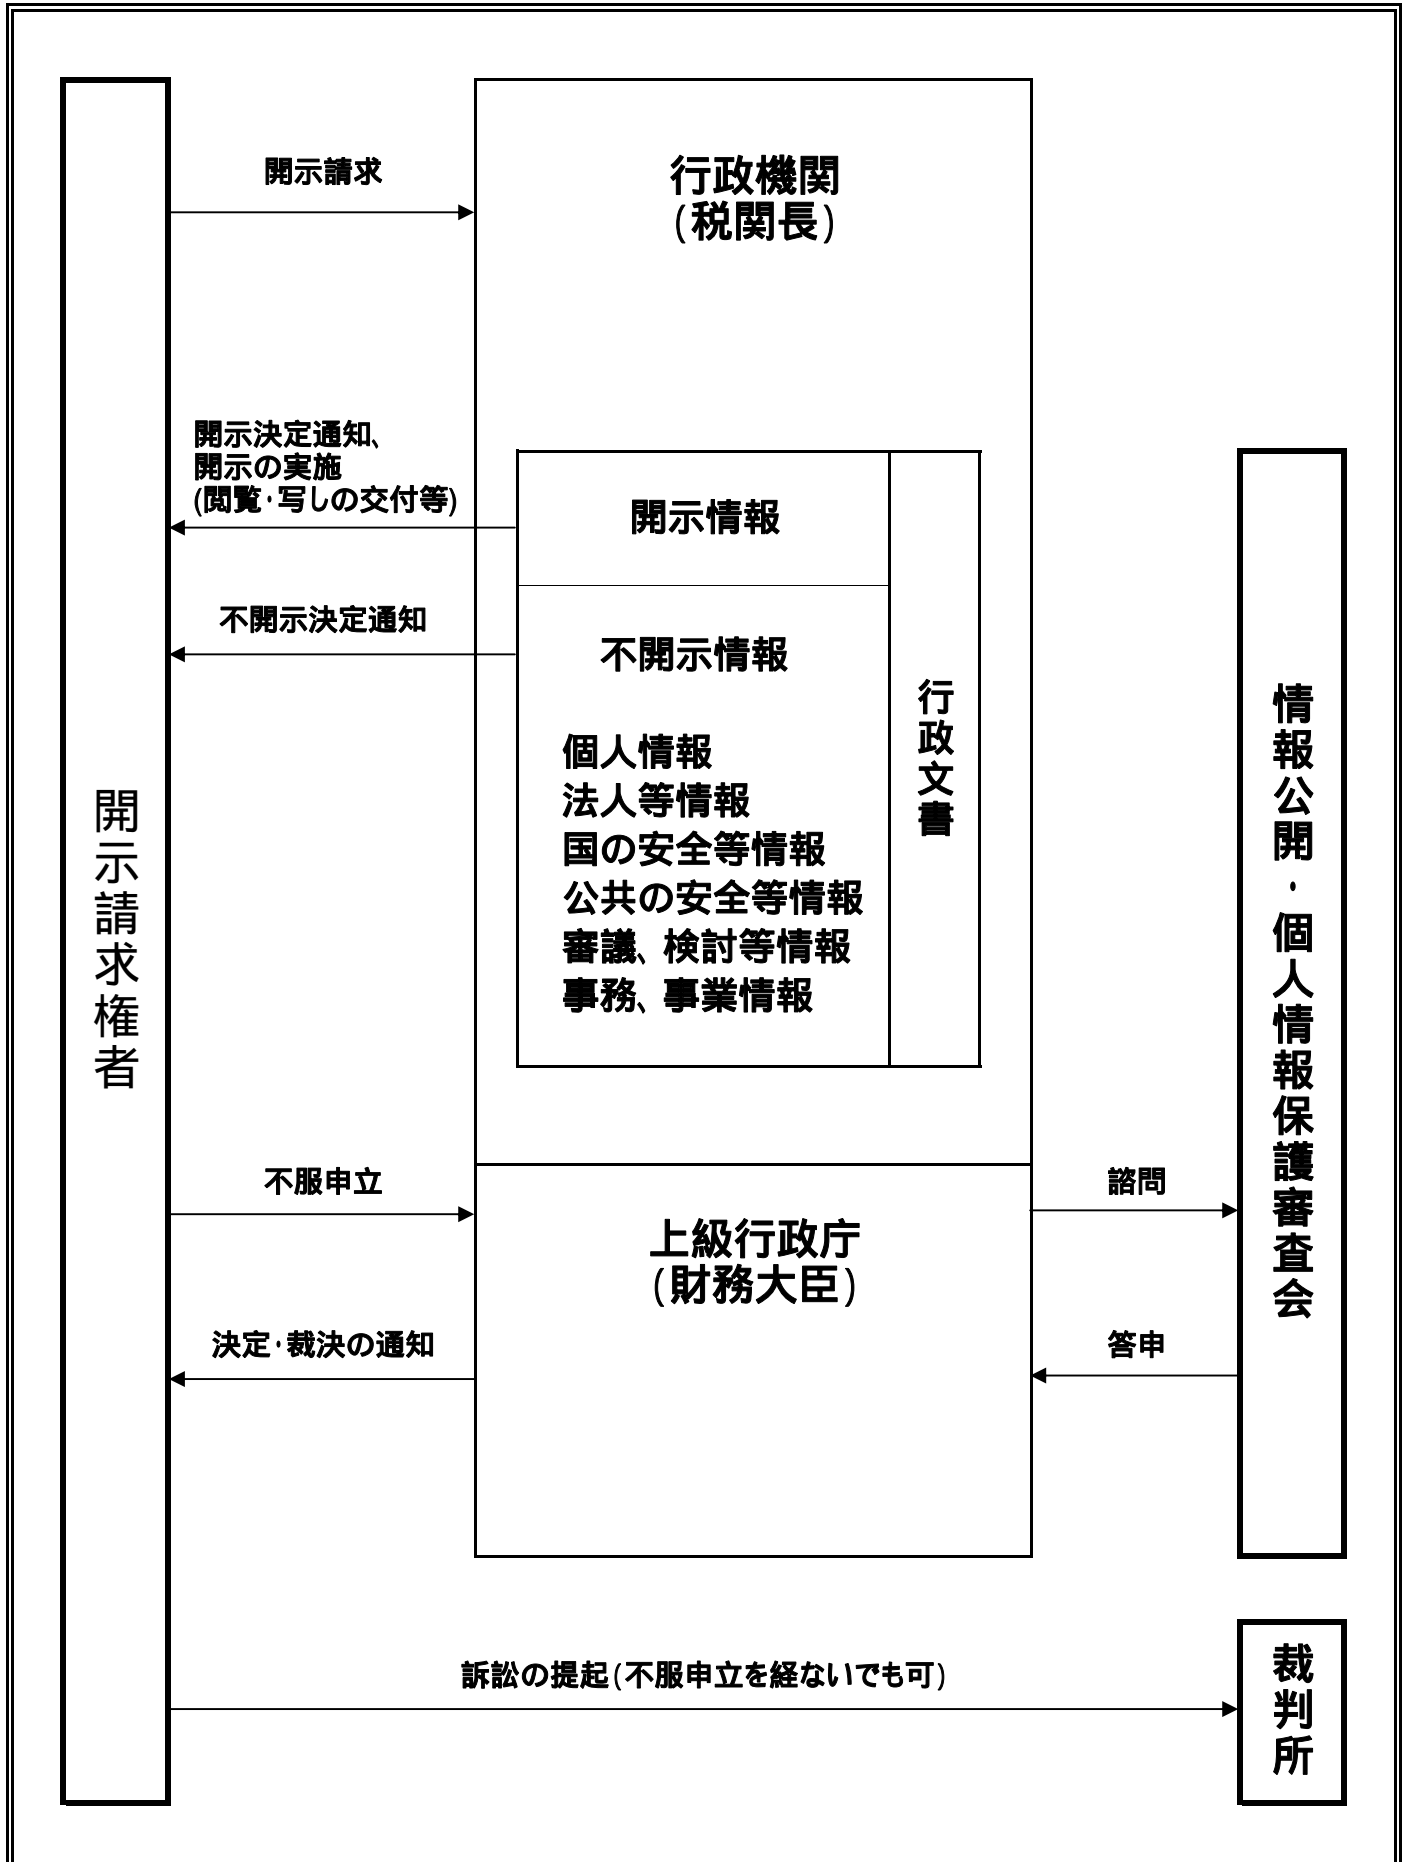 開示請求
行政機関
(税関長)
開示決定通知、
開示の実施
(閲覧・写しの交付等)
開示情報
不開示決定通知
不開示情報
個人情報
法人等情報
国の安全等情報
公共の安全等情報
審議、検討等情報
事務、事業情報
行政文書
開示請求権者
情報公開・個人情報保護審査会
不服申立
諮問
上級行政庁
(財務大臣)
決定・裁決の通知
答申
訴訟の提起(不服申立を経ないでも可)
裁判所